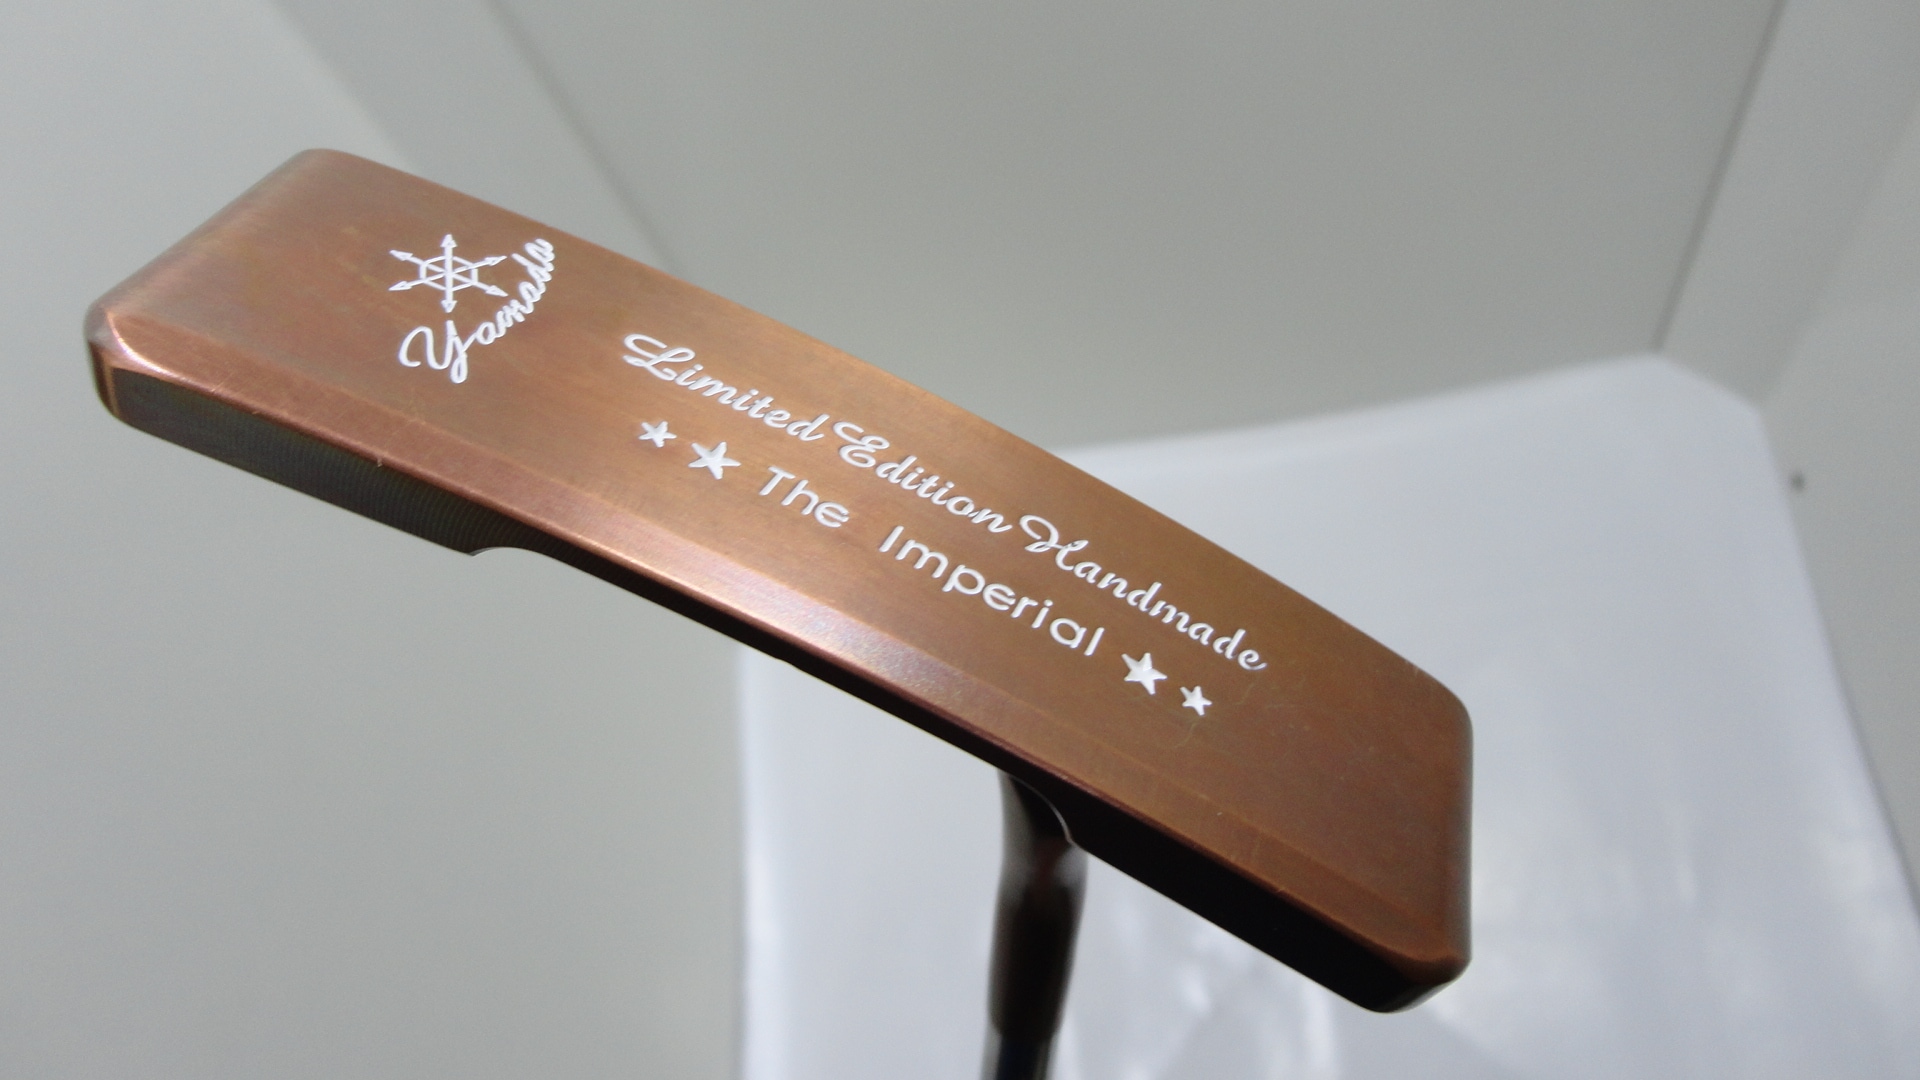 Yamada
Limited Edition Handmade
★ ★ The Imperial ★ ★